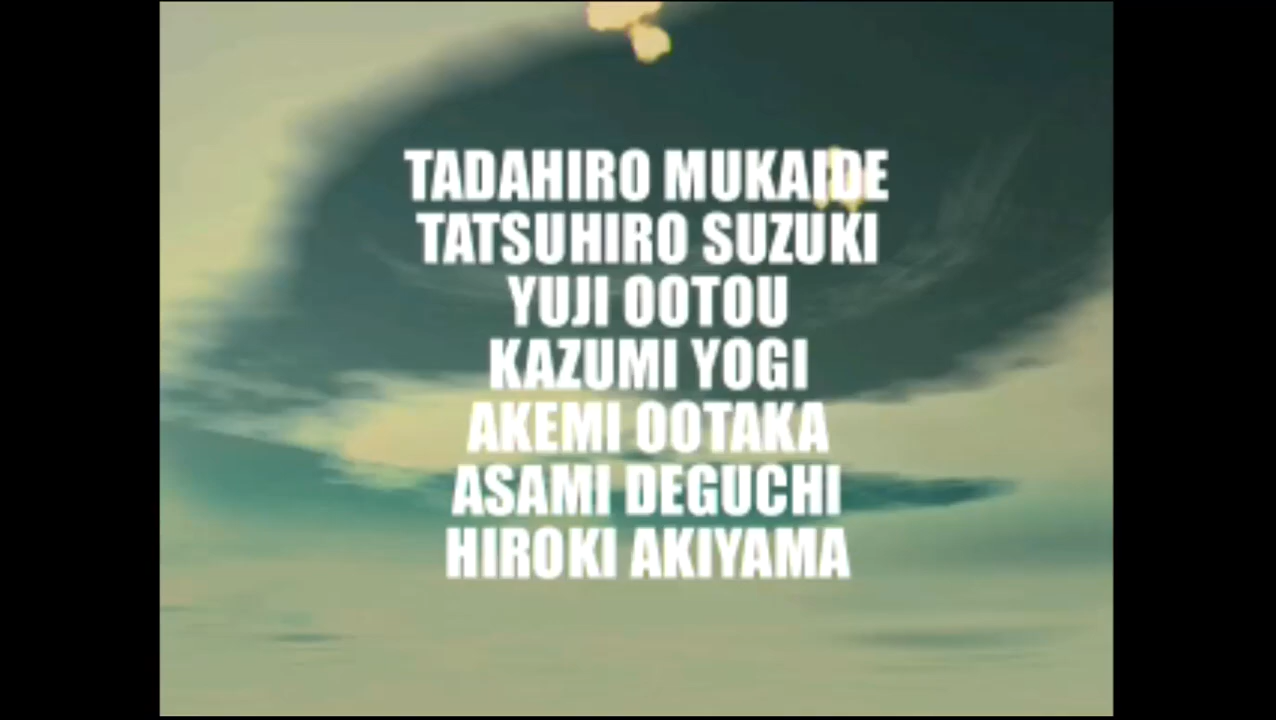 TADAHIRO MUKAIDE
TATSUHIRO SUZUKI
YUJI OOTOU
KAZUMI YOGI
AKEMI OOTAKA
ASAMI DEGUCHI
HIROKI AKIYAMA